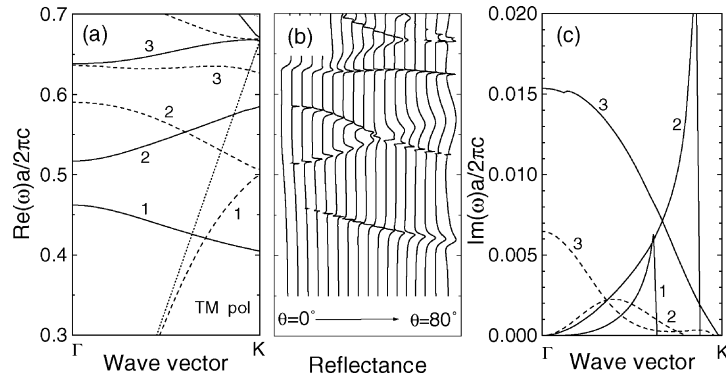 (a)
0.7
0.6
0.5
0.4
0.3
Re(ω)a/2πc
3
3
2
2
1
1
TM pol
Γ
K
Wave vector
(b)
θ=0° θ=80°
Reflectance
(c)
0.020
0.015
0.010
0.005
0.000
Im(ω)a/2πc
3
2
3
1
2
Γ
K
Wave vector